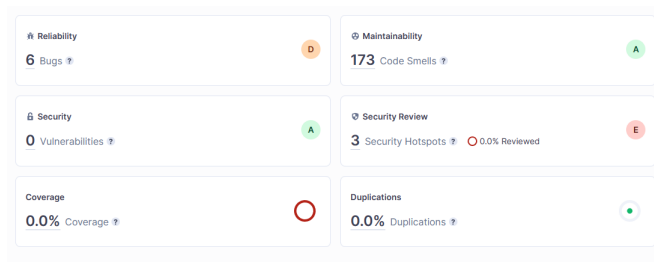 Reliability
6 Bugs ?
D
Maintainability
173 Code Smells ?
A
Security
0 Vulnerabilities ?
A
Security Review
3 Security Hotspots ? 0.0% Reviewed
E
Coverage
0.0% Coverage ?
Duplications
0.0% Duplications ?